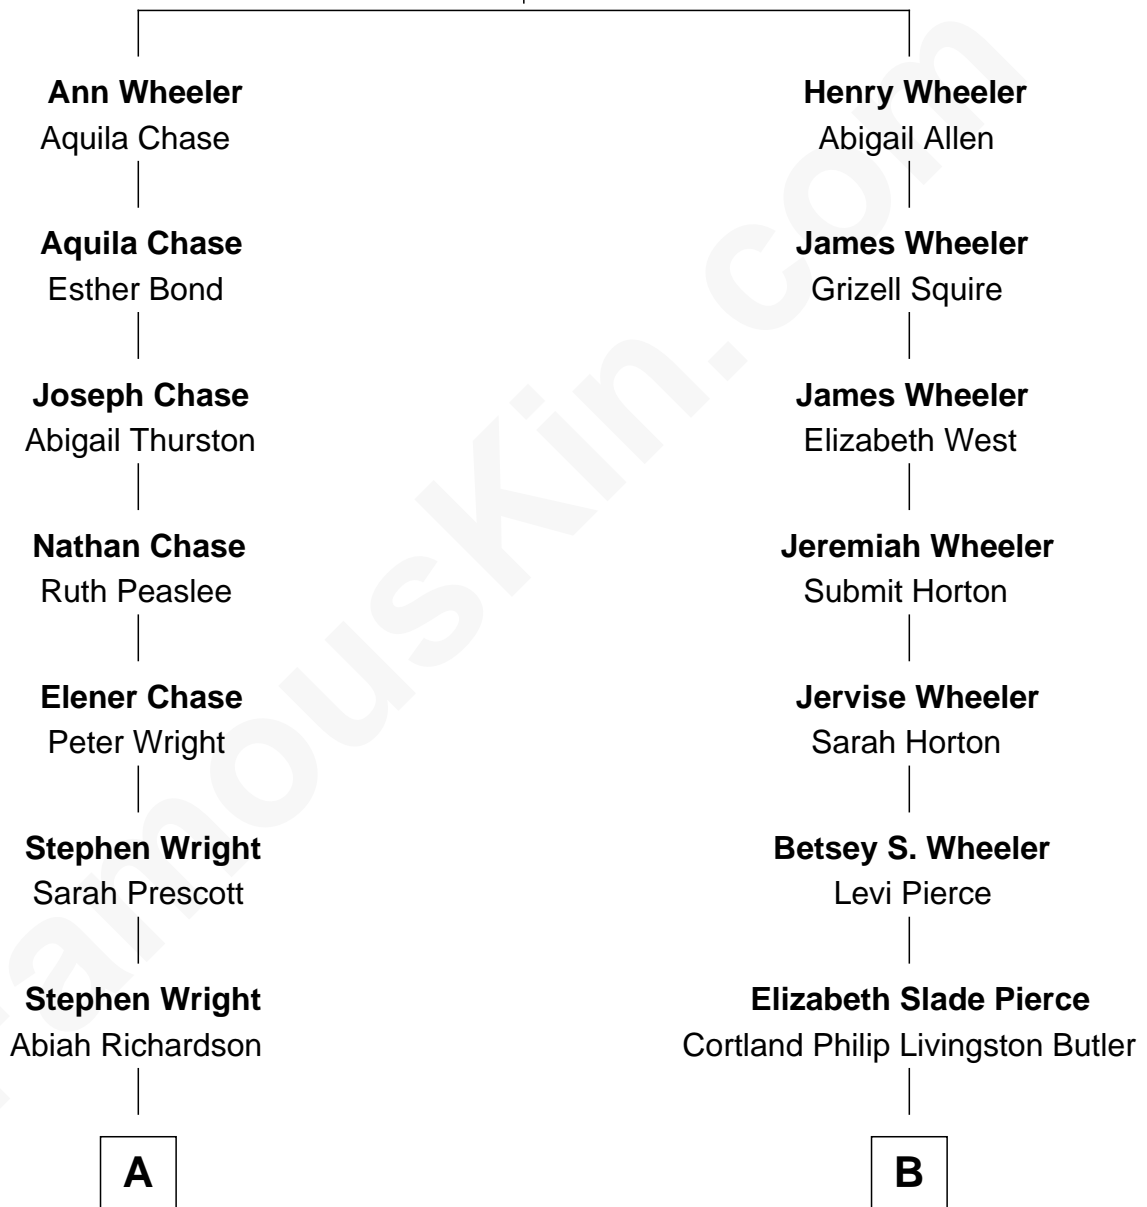 Ann Wheeler
Aquila Chase
Aquila Chase
Esther Bond
Joseph Chase
Abigail Thurston
Nathan Chase
Ruth Peaslee
Elener Chase
Peter Wright
Stephen Wright
Sarah Prescott
Stephen Wright
Abiah Richardson
A
Henry Wheeler
Abigail Allen
James Wheeler
Grizell Squire
James Wheeler
Elizabeth West
Jeremiah Wheeler
Submit Horton
Jervise Wheeler
Sarah Horton
Betsey S. Wheeler
Levi Pierce
Elizabeth Slade Pierce
Cortland Philip Livingston Butler
B
FamousKin.com